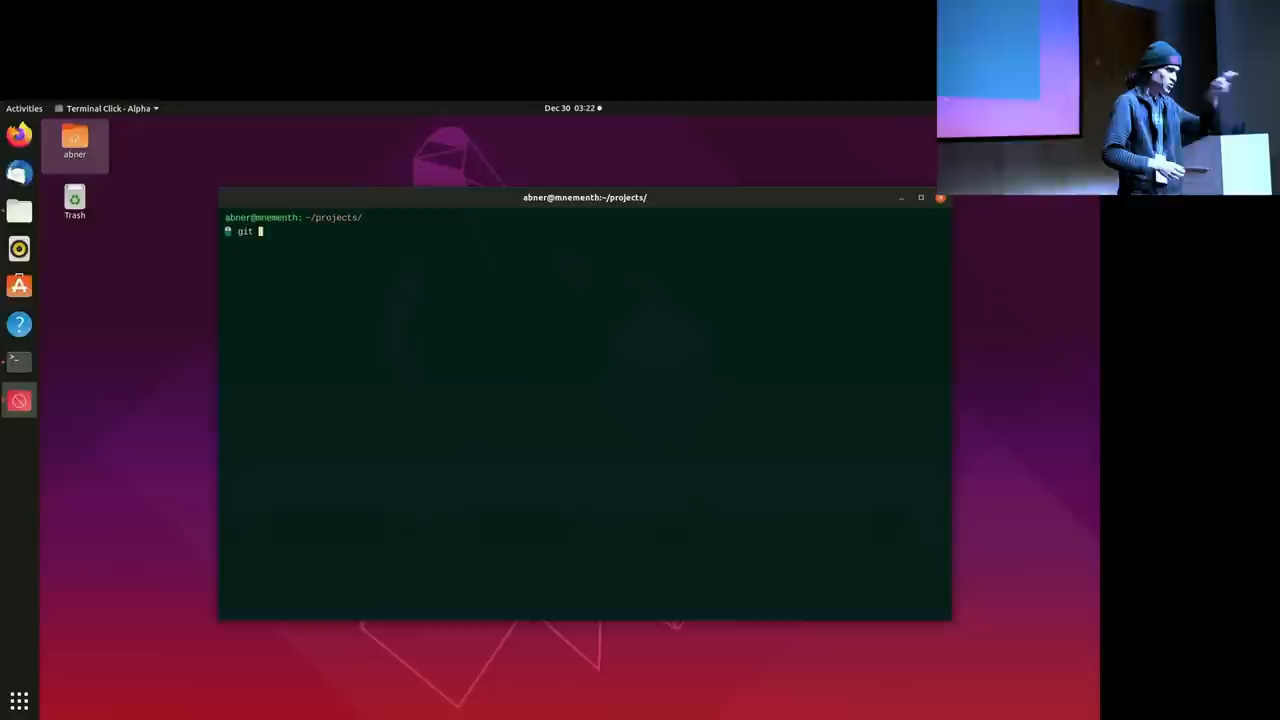 Activities
Terminal Click - Alpha
Dec 30 03:22
abner
Trash
abner@mnementh:~/projects/
abner@mnementh: ~/projects/
git